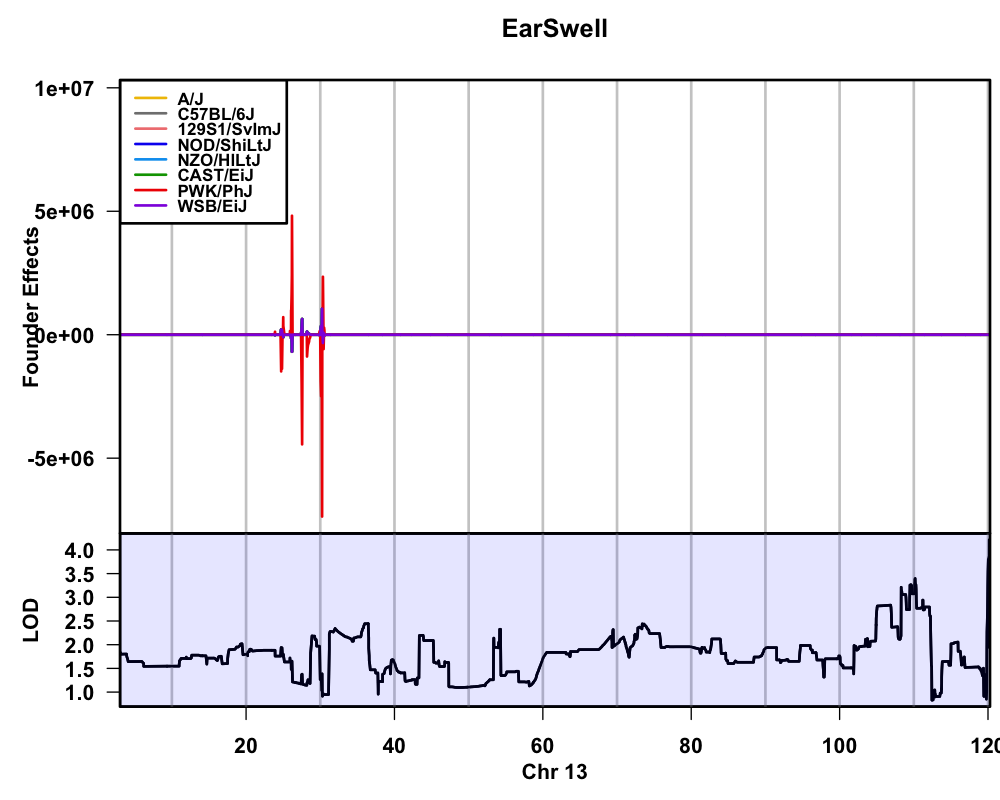 EarSwell
1e+07
A/J
C57BL/6J
129S1/SvImJ
NOD/ShiLtJ
NZO/HlLtJ
CAST/EiJ
PWK/PhJ
WSB/EiJ
5e+06
Founder Effects
0e+00
-5e+06
4.0
3.5
3.0
2.5
LOD
2.0
1.5
1.0
20 40 60 80 100 120
Chr 13